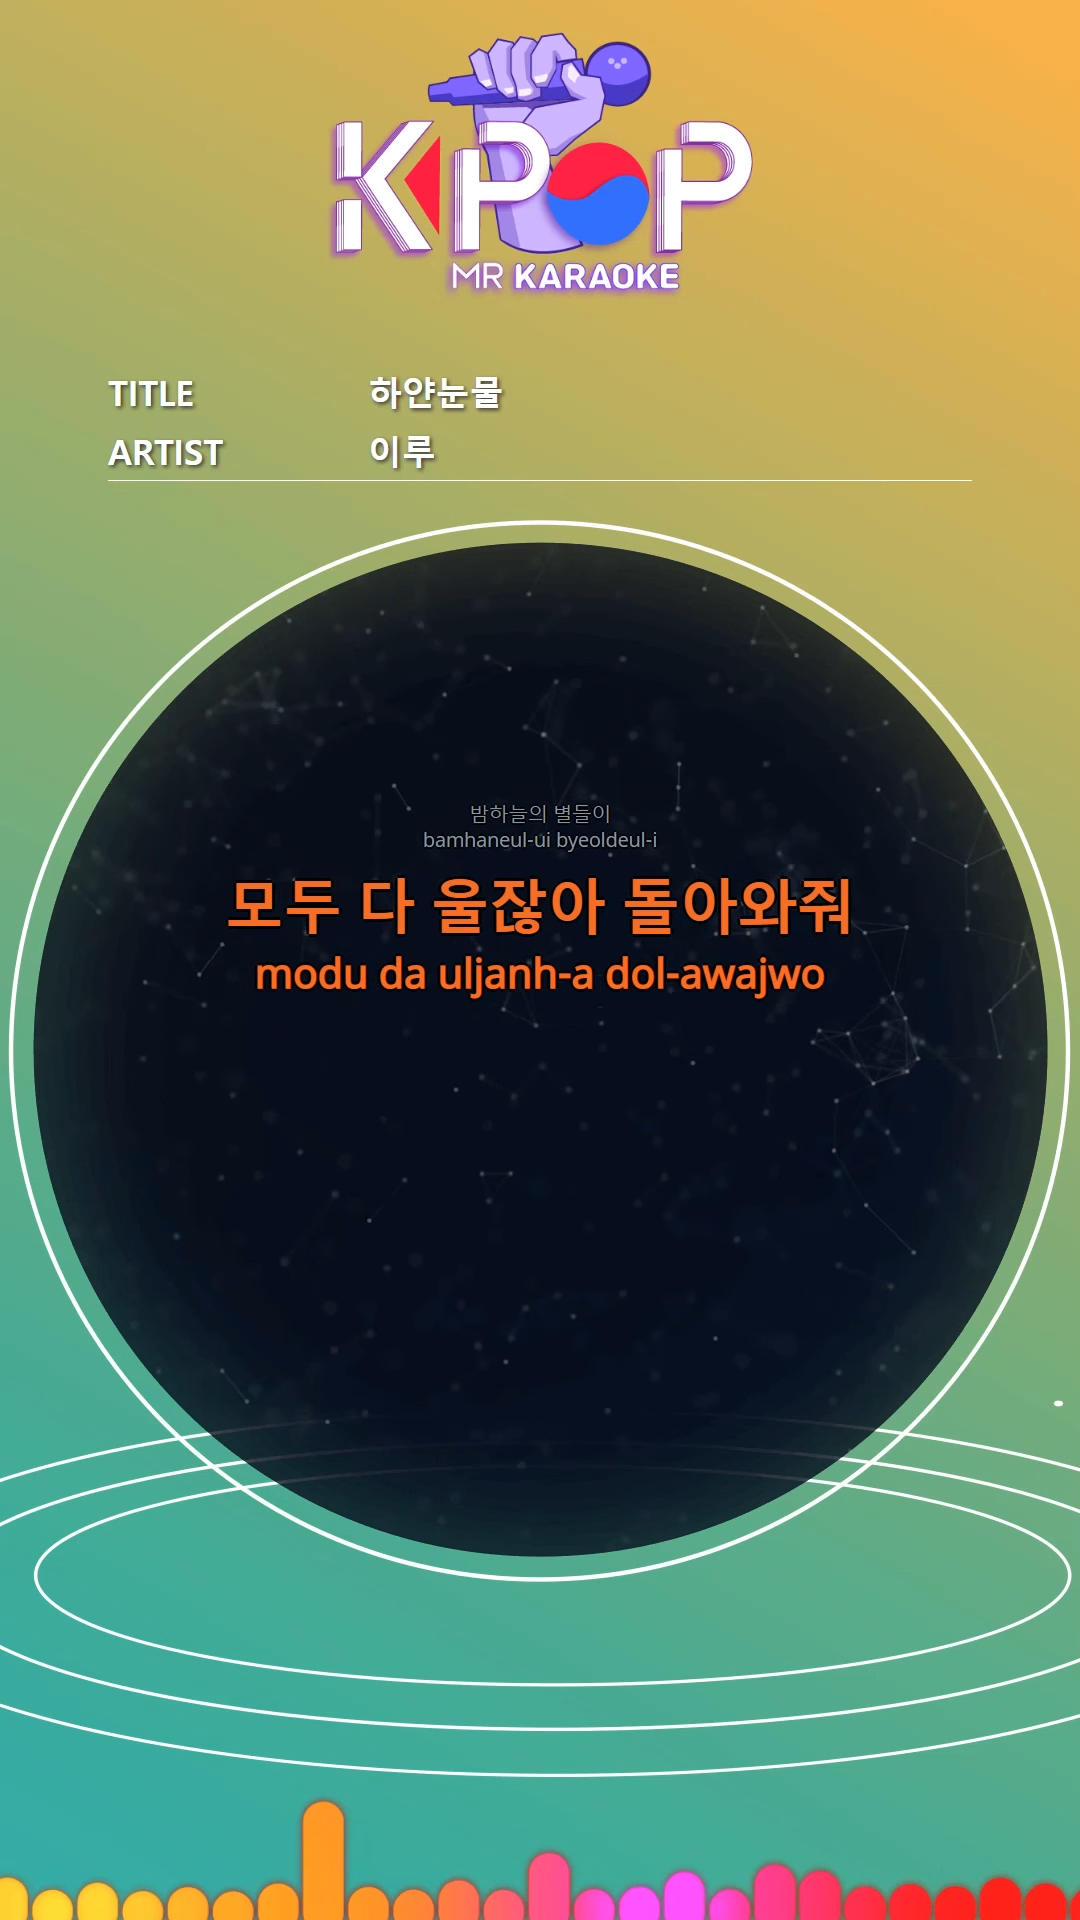 KPOP
MR KARAOKE
TITLE 하얀눈물
ARTIST 이루
밤하늘의 별들이
bamhaneul-ui byeoldeul-i
모두 다 울잖아 돌아와줘
modu da uljanh-a dol-awajwo